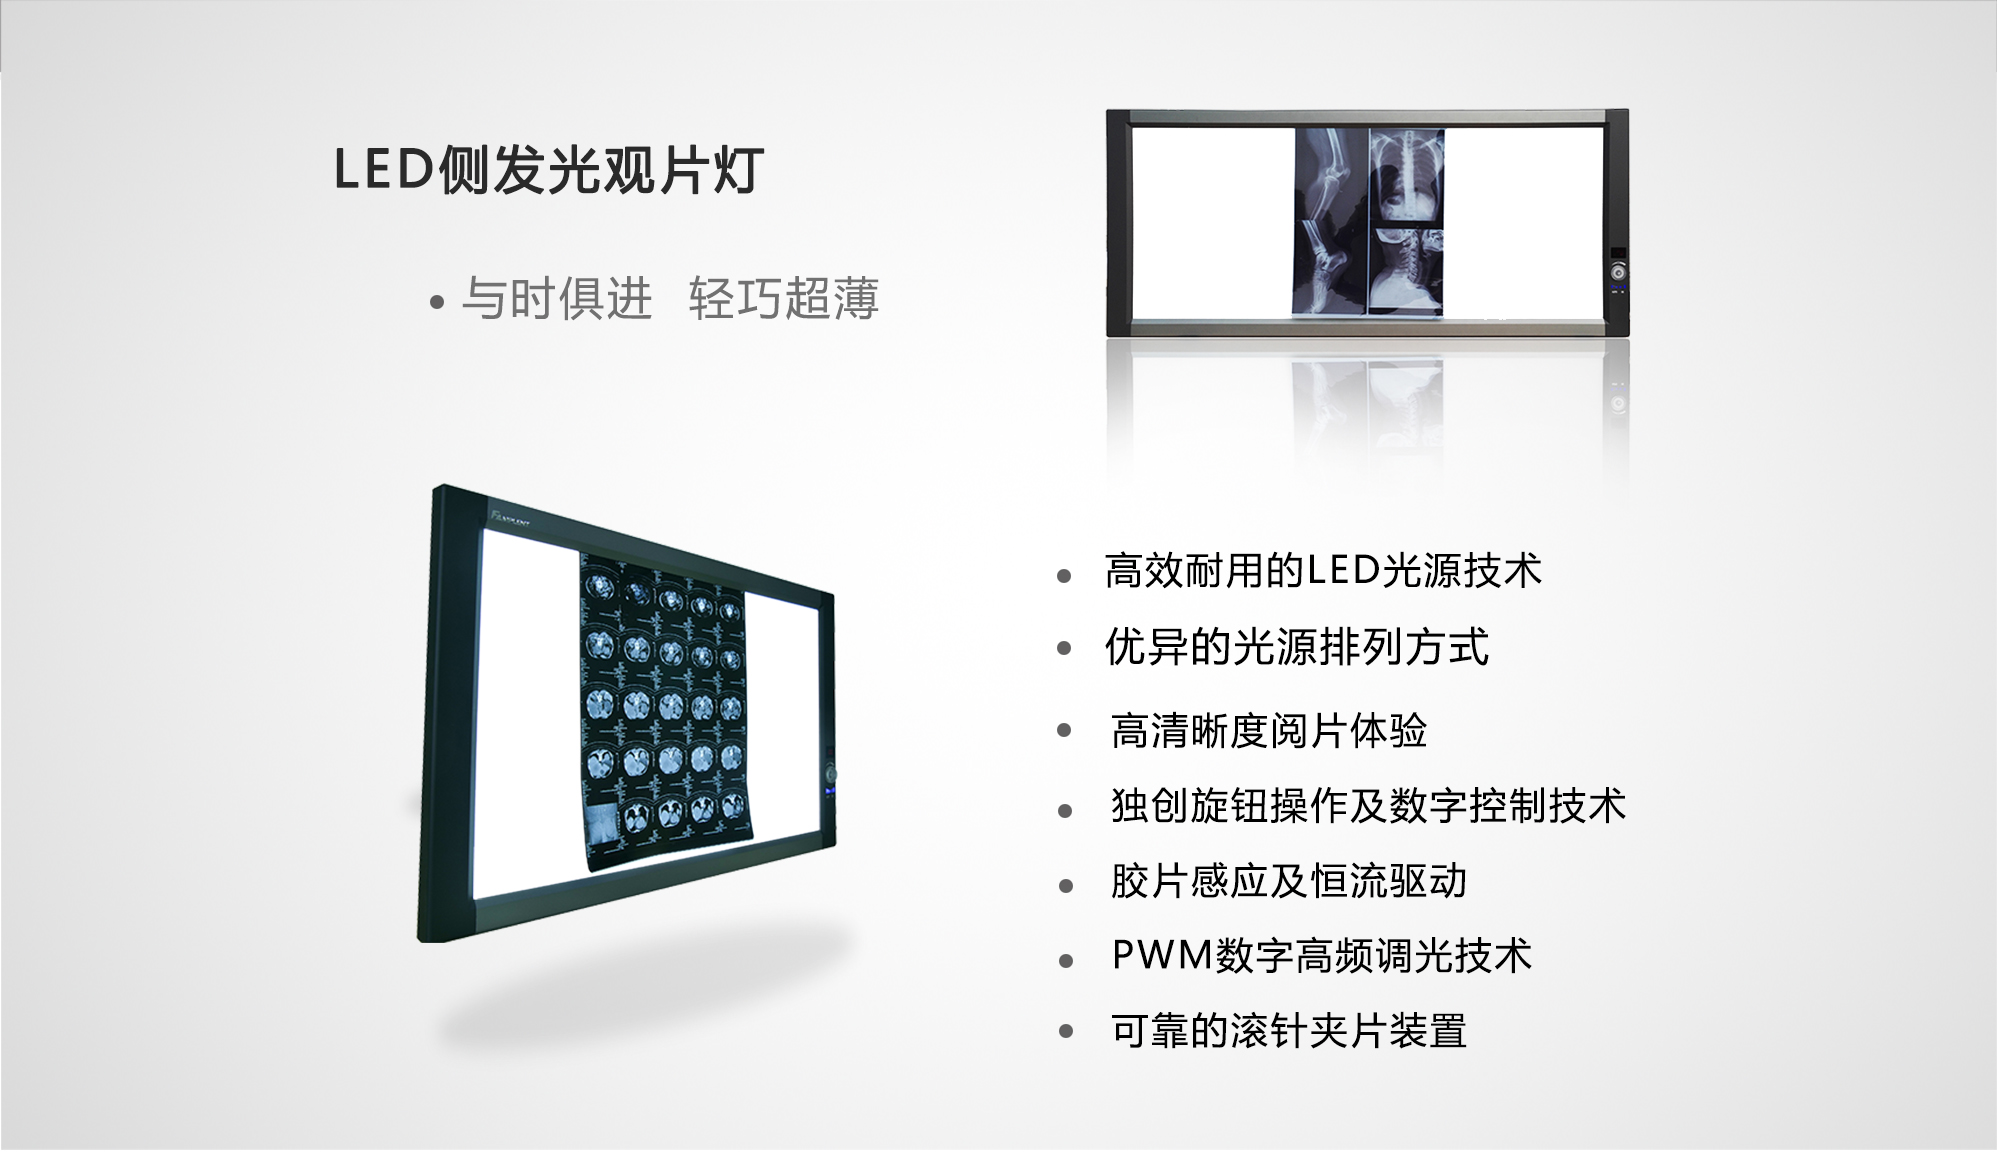 LED侧发光观片灯
•与时俱进 轻巧超薄
• 高效耐用的LED光源技术
• 优异的光源排列方式
• 高清晰度阅片体验
• 独创旋钮操作及数字控制技术
• 胶片感应及恒流驱动
• PWM数字高频调光技术
• 可靠的滚针夹片装置